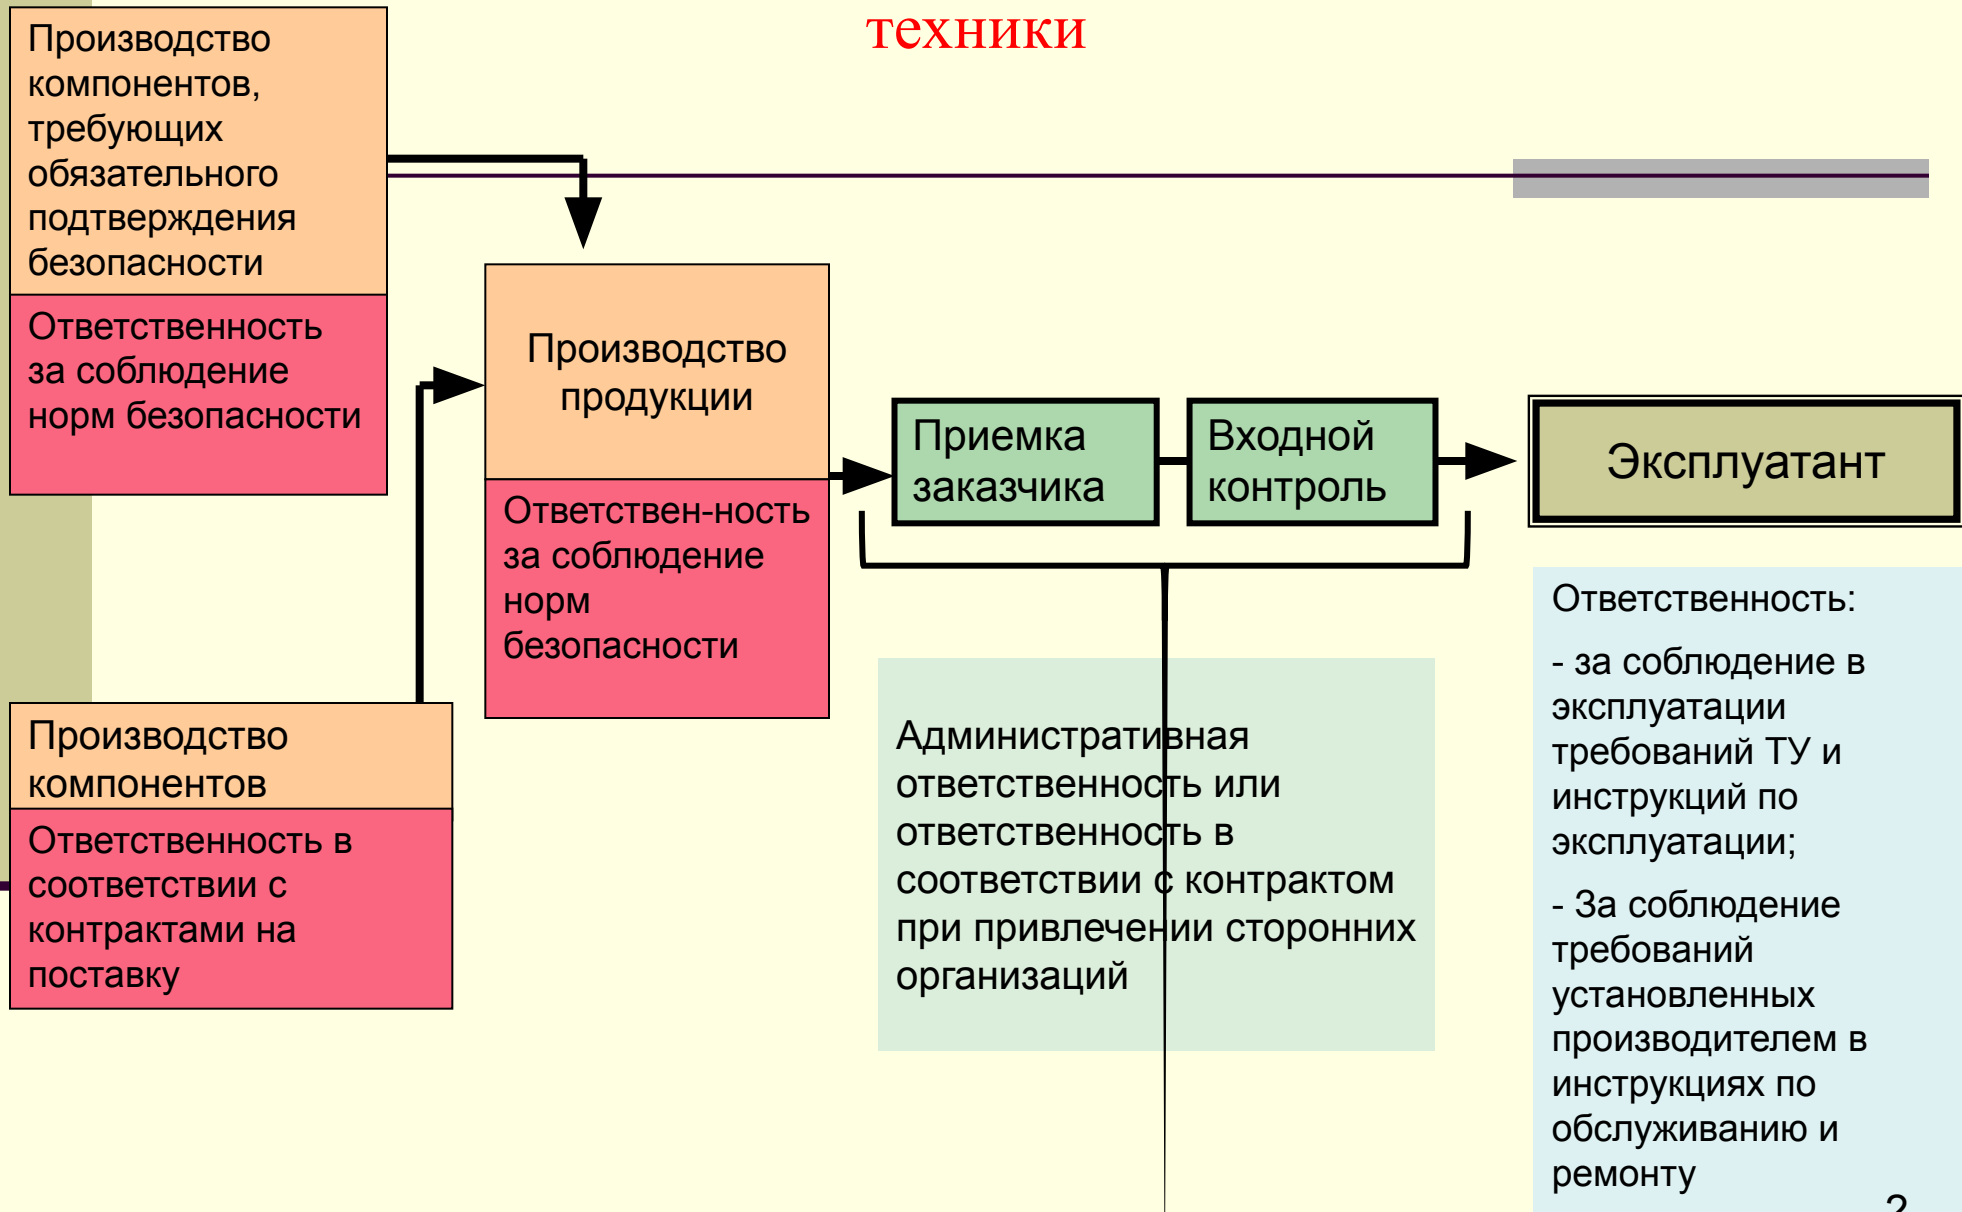 техники
Производство
компонентов,
требующих
обязательного
подтверждения
безопасности
Ответственность
за соблюдение
норм безопасности
Производство
продукции
Ответствен-ность
за соблюдение
норм
безопасности
Производство
компонентов
Ответственность в
соответствии с
контрактами на
поставку
Приемка
заказчика
Входной
контроль
Административная
ответственность или
ответственность в
соответствии с контрактом
при привлечении сторонних
организаций
Эксплуатант
Ответственность:
- за соблюдение в
эксплуатации
требований ТУ и
инструкций по
эксплуатации;
- За соблюдение
требований
установленных
производителем в
инструкциях по
обслуживанию и
ремонту